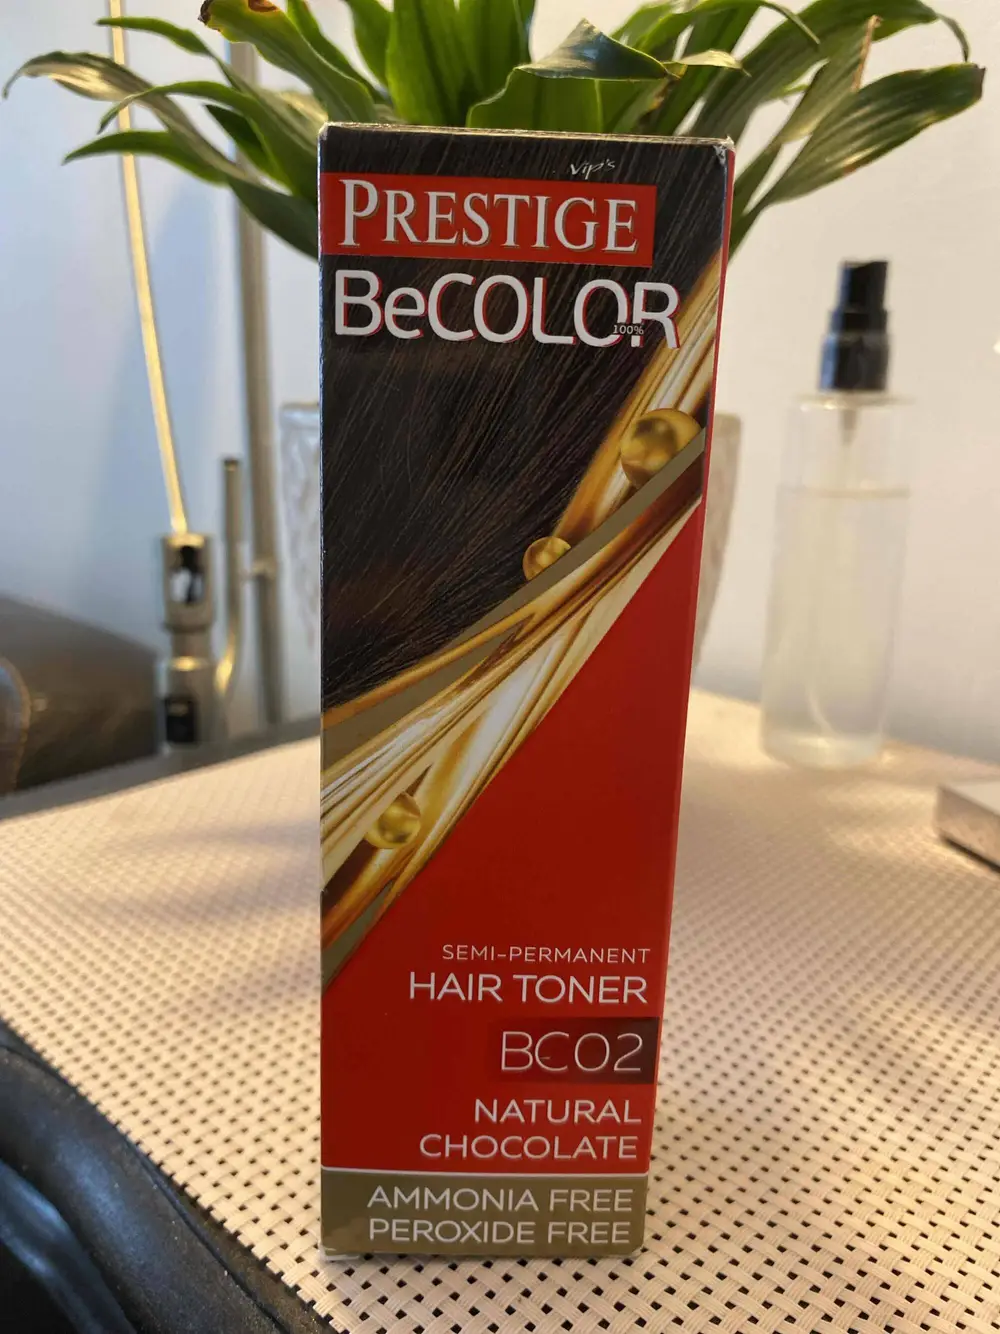 Vip's
PRESTIGE
BeCOLOR
100%
SEMI-PERMANENT
HAIR TONER
BC02
NATURAL
CHOCOLATE
AMMONIA FREE
PEROXIDE FREE